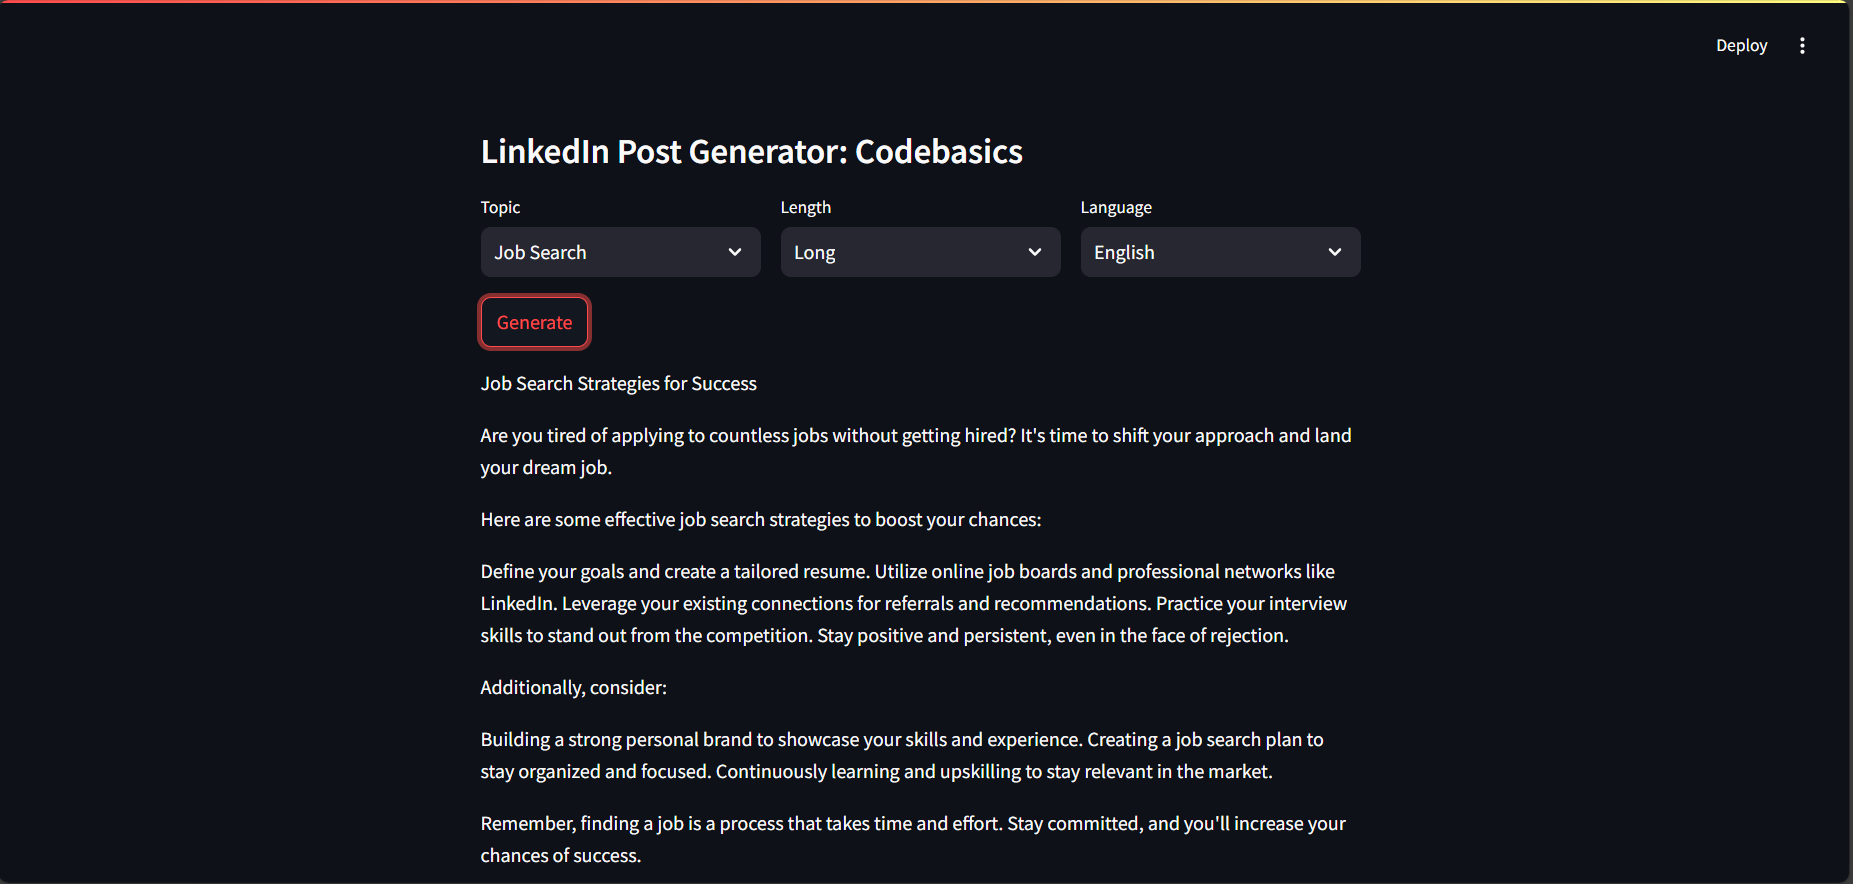 Deploy
LinkedIn Post Generator: Codebasics
Topic
Length
Language
Job Search
Long
English
Generate
Job Search Strategies for Success
Are you tired of applying to countless jobs without getting hired? It's time to shift your approach and land
your dream job.
Here are some effective job search strategies to boost your chances:
Define your goals and create a tailored resume. Utilize online job boards and professional networks like
LinkedIn. Leverage your existing connections for referrals and recommendations. Practice your interview
skills to stand out from the competition. Stay positive and persistent, even in the face of rejection.
Additionally, consider:
Building a strong personal brand to showcase your skills and experience. Creating a job search plan to
stay organized and focused. Continuously learning and upskilling to stay relevant in the market.
Remember, finding a job is a process that takes time and effort. Stay committed, and you'll increase your
chances of success.